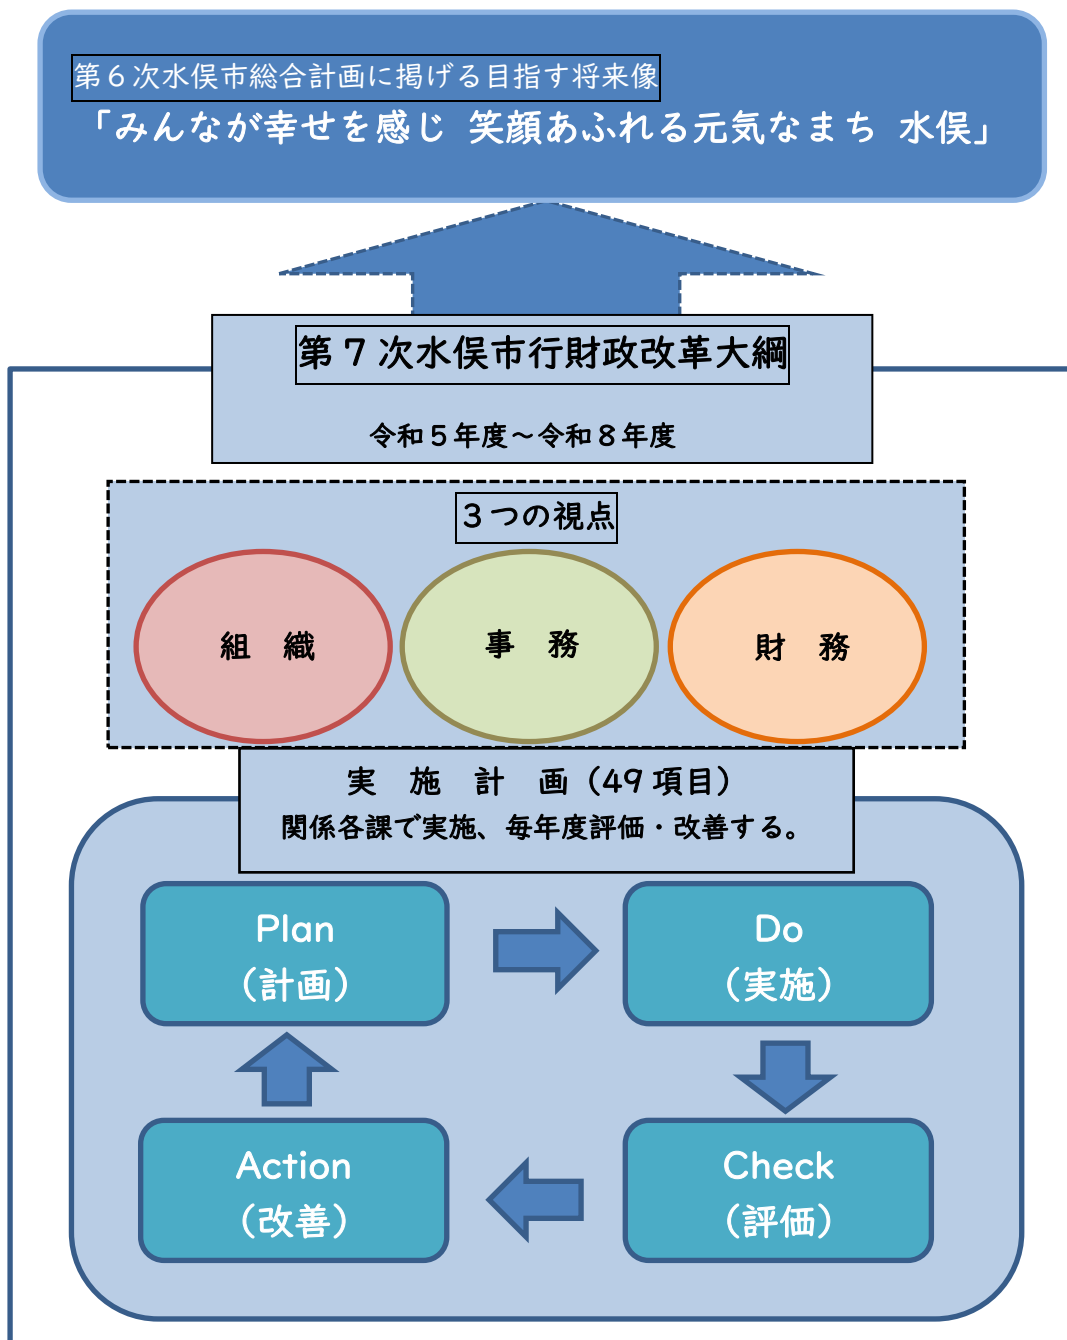 第６次水俣市総合計画に掲げる目指す将来像
「みんなが幸せを感じ 笑顔あふれる元気なまち 水俣」
第７次水俣市行財政改革大綱
令和５年度～令和８年度
３つの視点
組　織
事　務
財　務
実　施　計　画（49項目）
関係各課で実施、毎年度評価・改善する。
Plan
（計画）
Do
（実施）
Action
（改善）
Check
（評価）